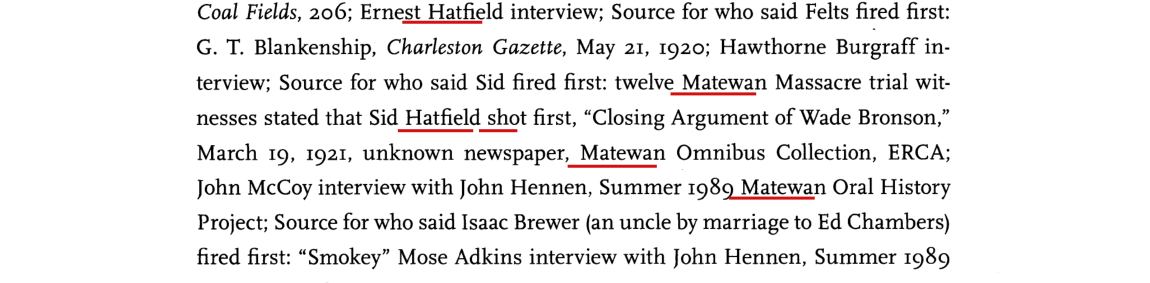 Coal Fields, 206; Ernest Hatfield interview; Source for who said Felts fired first:
G. T. Blankenship, Charleston Gazette, May 21, 1920; Hawthorne Burgraff in-
terview; Source for who said Sid fired first: twelve Matewan Massacre trial wit-
nesses stated that Sid Hatfield shot first, “Closing Argument of Wade Bronson,”
March 19, 1921, unknown newspaper, Matewan Omnibus Collection, ERCA;
John McCoy interview with John Hennen, Summer 1989 Matewan Oral History
Project; Source for who said Isaac Brewer (an uncle by marriage to Ed Chambers)
fired first: “Smokey” Mose Adkins interview with John Hennen, Summer 1989